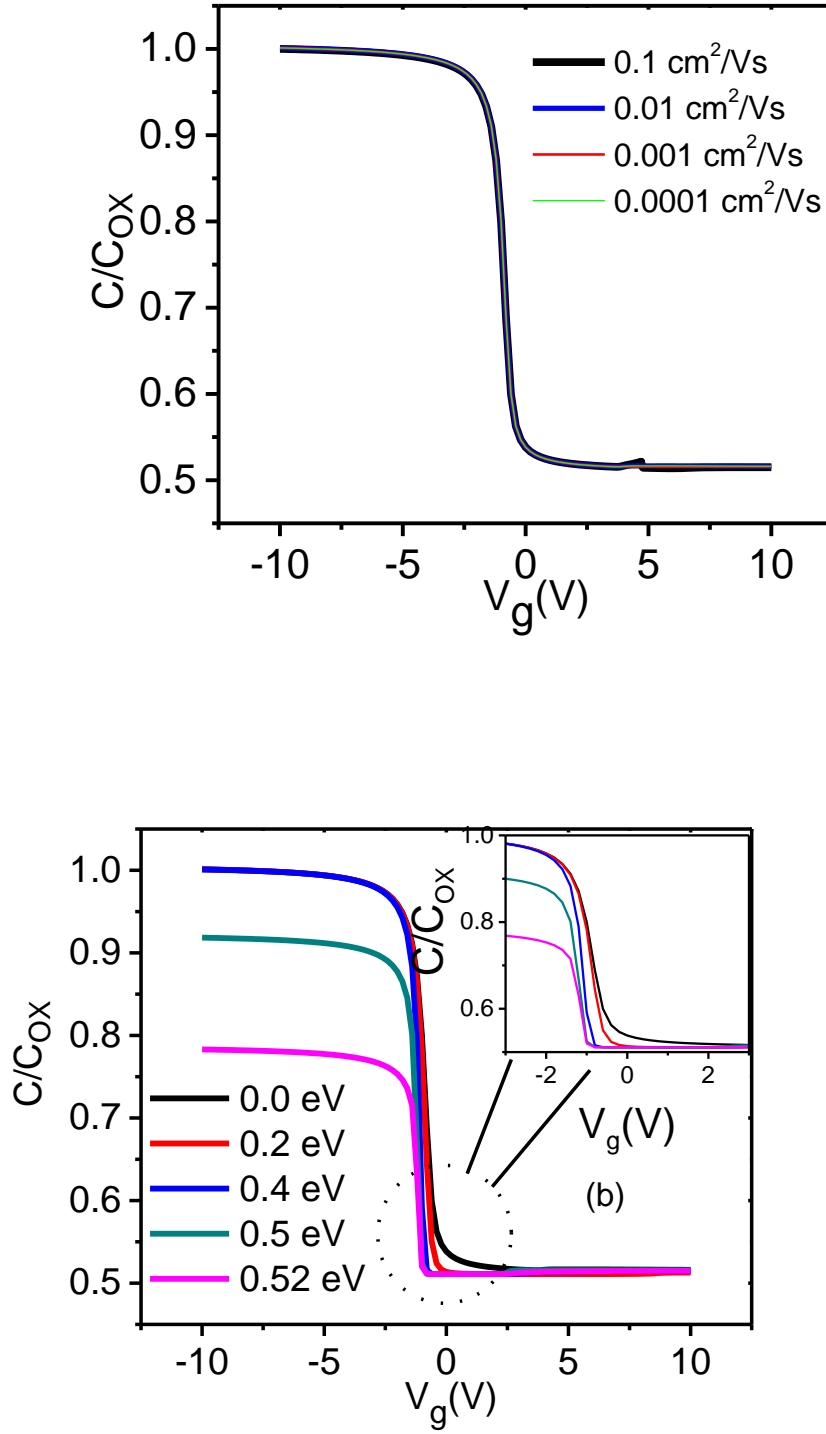 1.0
0.9
0.8
0.7
0.6
0.5
C/C_OX
0.1 cm²/Vs
0.01 cm²/Vs
0.001 cm²/Vs
0.0001 cm²/Vs
-10 -5 0 5 10
V_g(V)
1.0
0.9
0.8
0.7
0.6
0.5
C/C_OX
0.0 eV
0.2 eV
0.4 eV
0.5 eV
0.52 eV
1.0
0.8
0.6
C/C_OX
-2 0 2
V_g(V)
(b)
-10 -5 0 5 10
V_g(V)